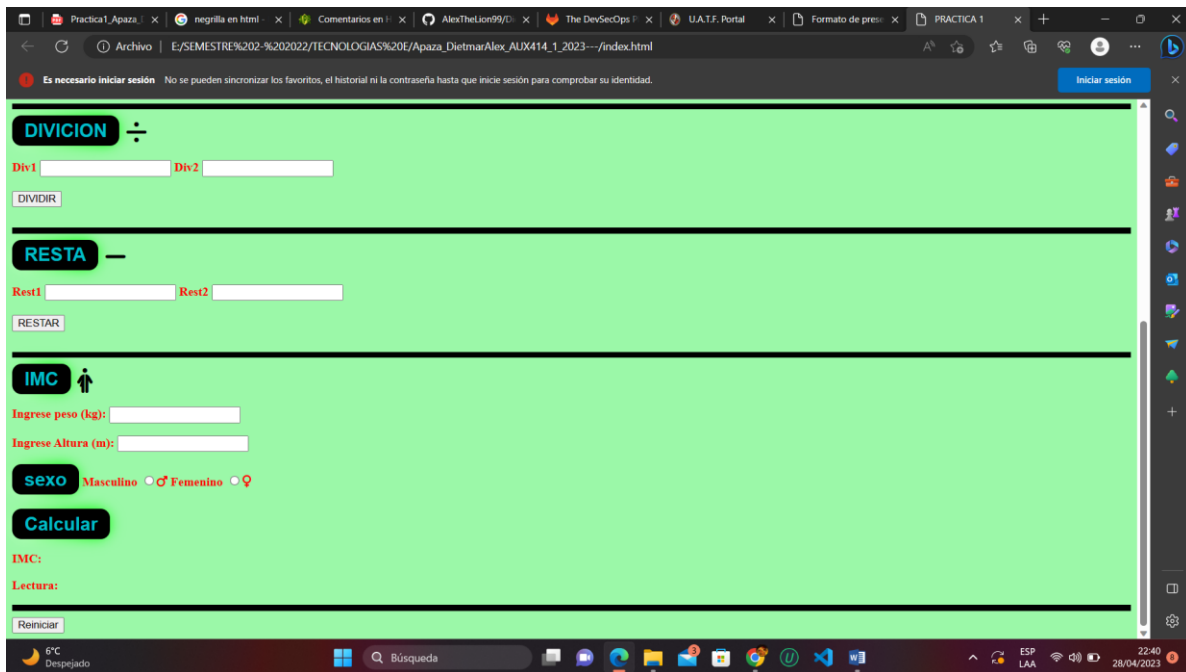 Practica1_Apaza_ negrilla en html - Comentarios en H AlexTheLion99/D The DevSecOps P U.A.T.F. Portal Formato de prese PRACTICA 1
Archivo | E:/SEMESTRE%202-%202022/TECNOLOGIAS%20E/Apaza_DietmarAlex_AUX414_1_2023---/index.html
Es necesario iniciar sesión No se pueden sincronizar los favoritos, el historial ni la contraseña hasta que inicie sesión para comprobar su identidad. Iniciar sesión
DIVICION ÷
Div1 Div2
DIVIDIR
RESTA —
Rest1 Rest2
RESTAR
IMC
Ingrese peso (kg):
Ingrese Altura (m):
sexo Masculino ♂ Femenino ♀
Calcular
IMC:
Lectura:
Reiniciar
6°C
Despejado
Búsqueda
3
ESP
LAA
22:40
28/04/2023
8